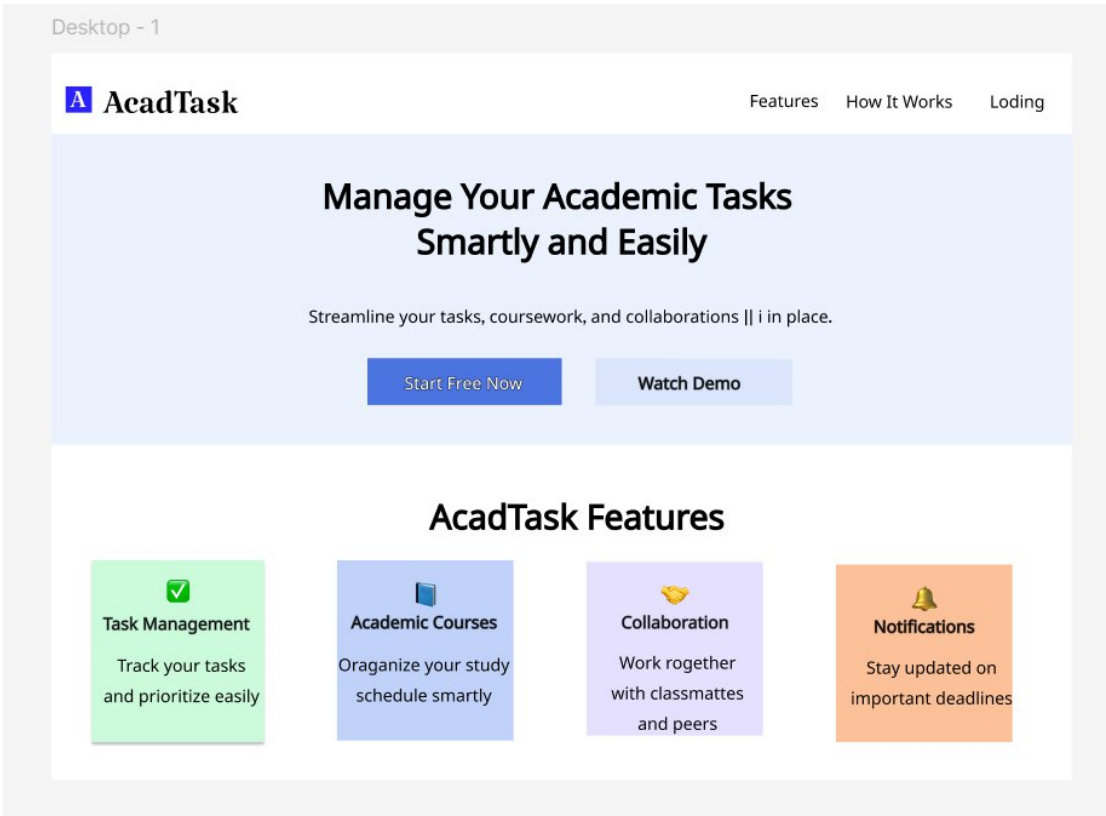 Desktop - 1
A AcadTask
Features How It Works Loding
Manage Your Academic Tasks
Smartly and Easily
Streamline your tasks, coursework, and collaborations || i in place.
Start Free Now Watch Demo
AcadTask Features
Task Management
Track your tasks
and prioritize easily
Academic Courses
Oraganize your study
schedule smartly
Collaboration
Work rogether
with classmattes
and peers
Notifications
Stay updated on
important deadlines